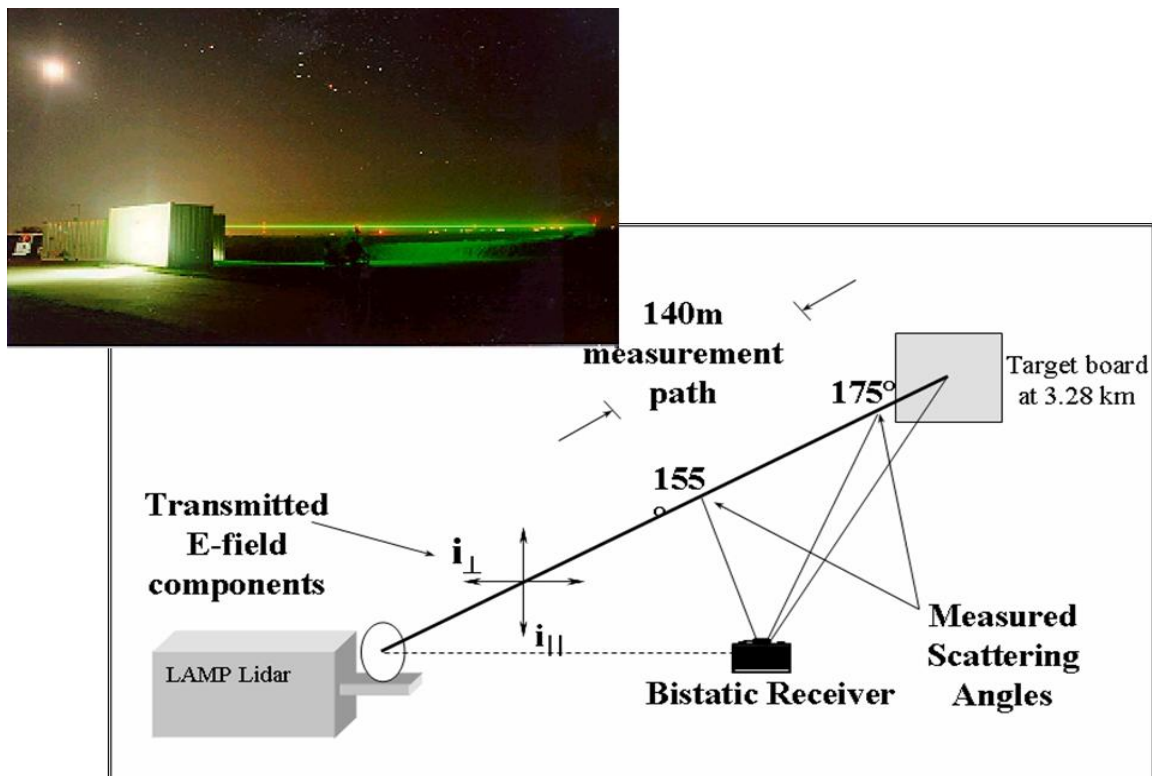 140m
measurement
path
175°
Target board
at 3.28 km
155
°
Transmitted
E-field
components
i⊥
i||
LAMP Lidar
Bistatic Receiver
Measured
Scattering
Angles